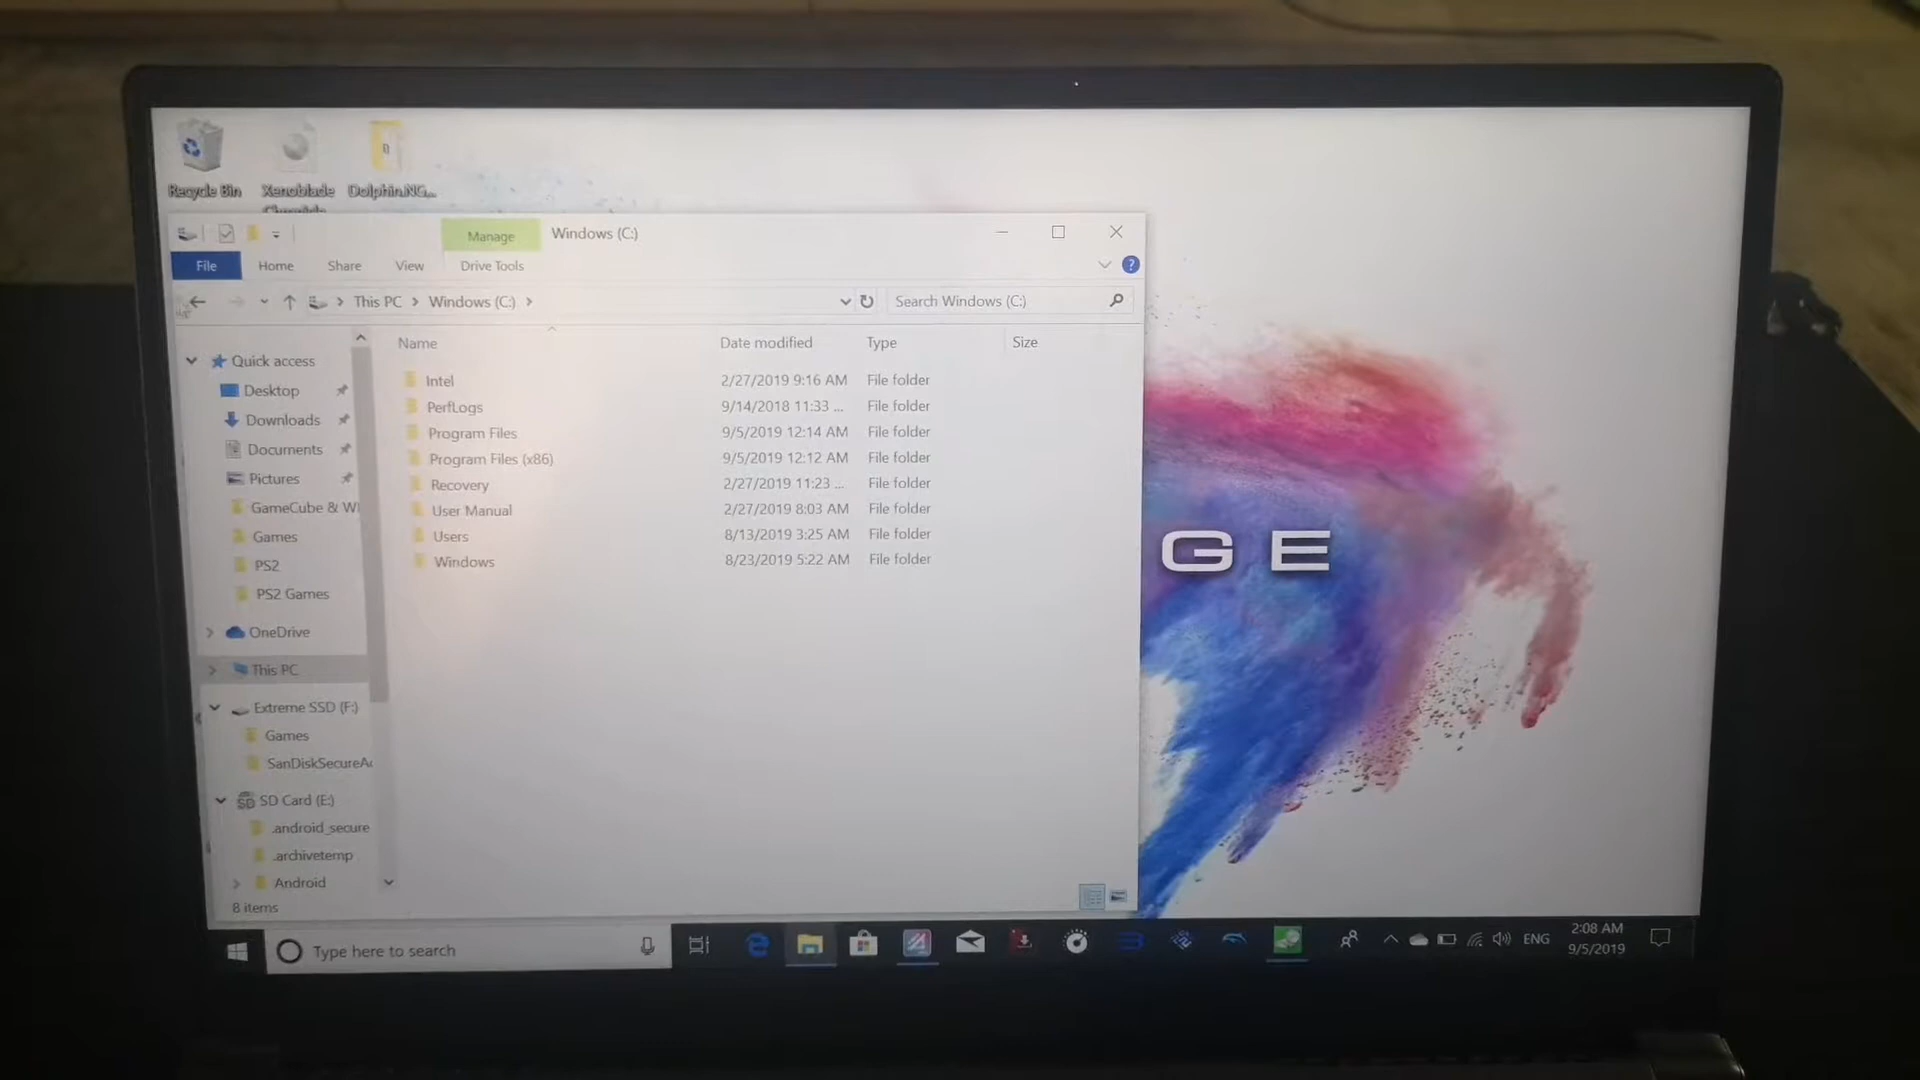 Recycle Bin
Xenoblade
Dolphin.NG...
Manage
Windows (C:)
File
Home
Share
View
Drive Tools
?
This PC
Windows (C:)
Search Windows (C:)
Name
Date modified
Type
Size
Quick access
Desktop
Downloads
Documents
Pictures
GameCube & Wi
Games
PS2
PS2 Games
OneDrive
This PC
Extreme SSD (F:)
Games
SanDiskSecureAc
SD Card (E:)
.android_secure
.archivetemp
Android
8 items
Intel 2/27/2019 9:16 AM File folder
PerfLogs 9/14/2018 11:33 ... File folder
Program Files 9/5/2019 12:14 AM File folder
Program Files (x86) 9/5/2019 12:12 AM File folder
Recovery 2/27/2019 11:23 ... File folder
User Manual 2/27/2019 8:03 AM File folder
Users 8/13/2019 3:25 AM File folder
Windows 8/23/2019 5:22 AM File folder
GE
Type here to search
ENG
2:08 AM
9/5/2019